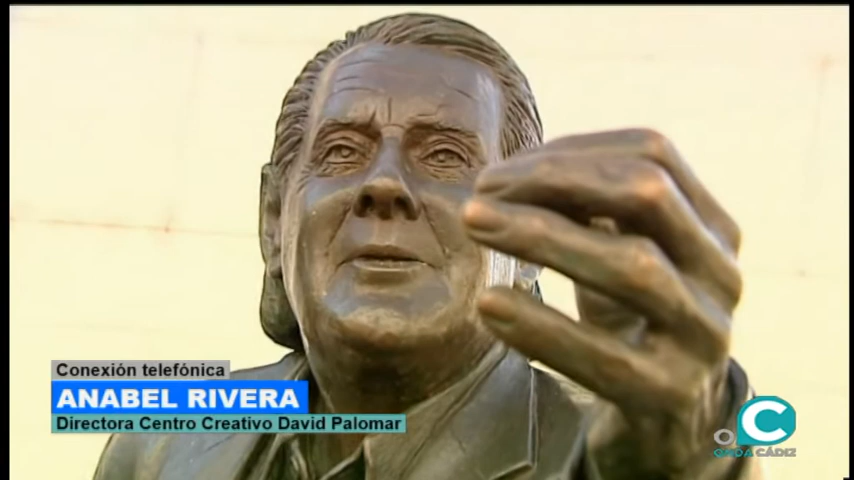 Conexión telefónica
ANABEL RIVERA
Directora Centro Creativo David Palomar
C
ONDA CÁDIZ